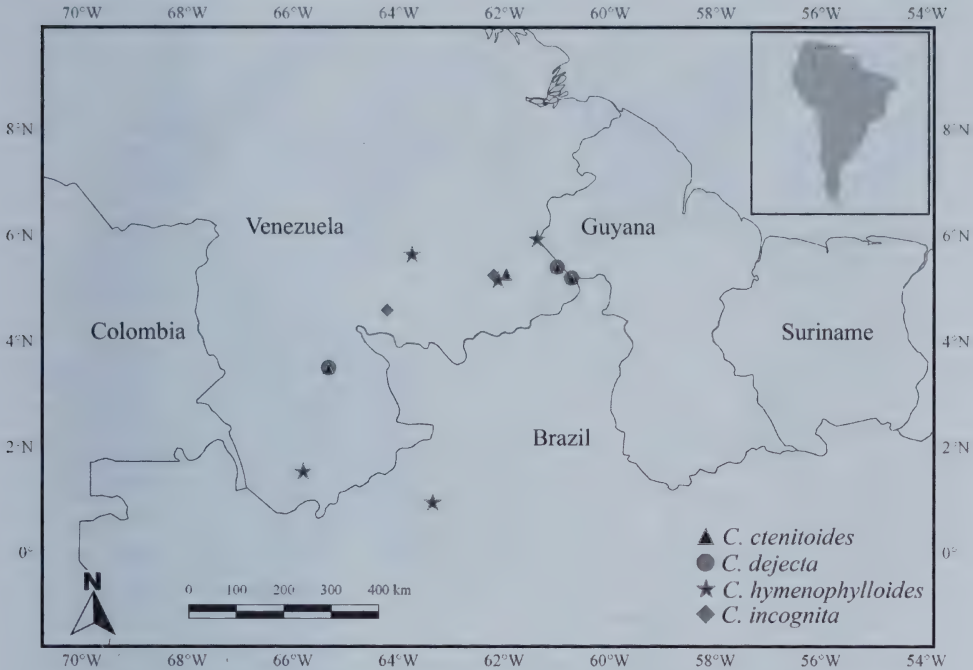 70°W 68°W 66°W 64°W 62°W 60°W 58°W 56°W 54°W
8°N 8°N
6°N 6°N
Venezuela Guyana
4°N 4°N
Colombia Suriname
2°N 2°N
Brazil
0° 0°
C. ctenitoides
C. dejecta
C. hymenophylloides
C. incognita
N
0 100 200 300 400 km
70°W 68°W 66°W 64°W 62°W 60°W 58°W 56°W 54°W